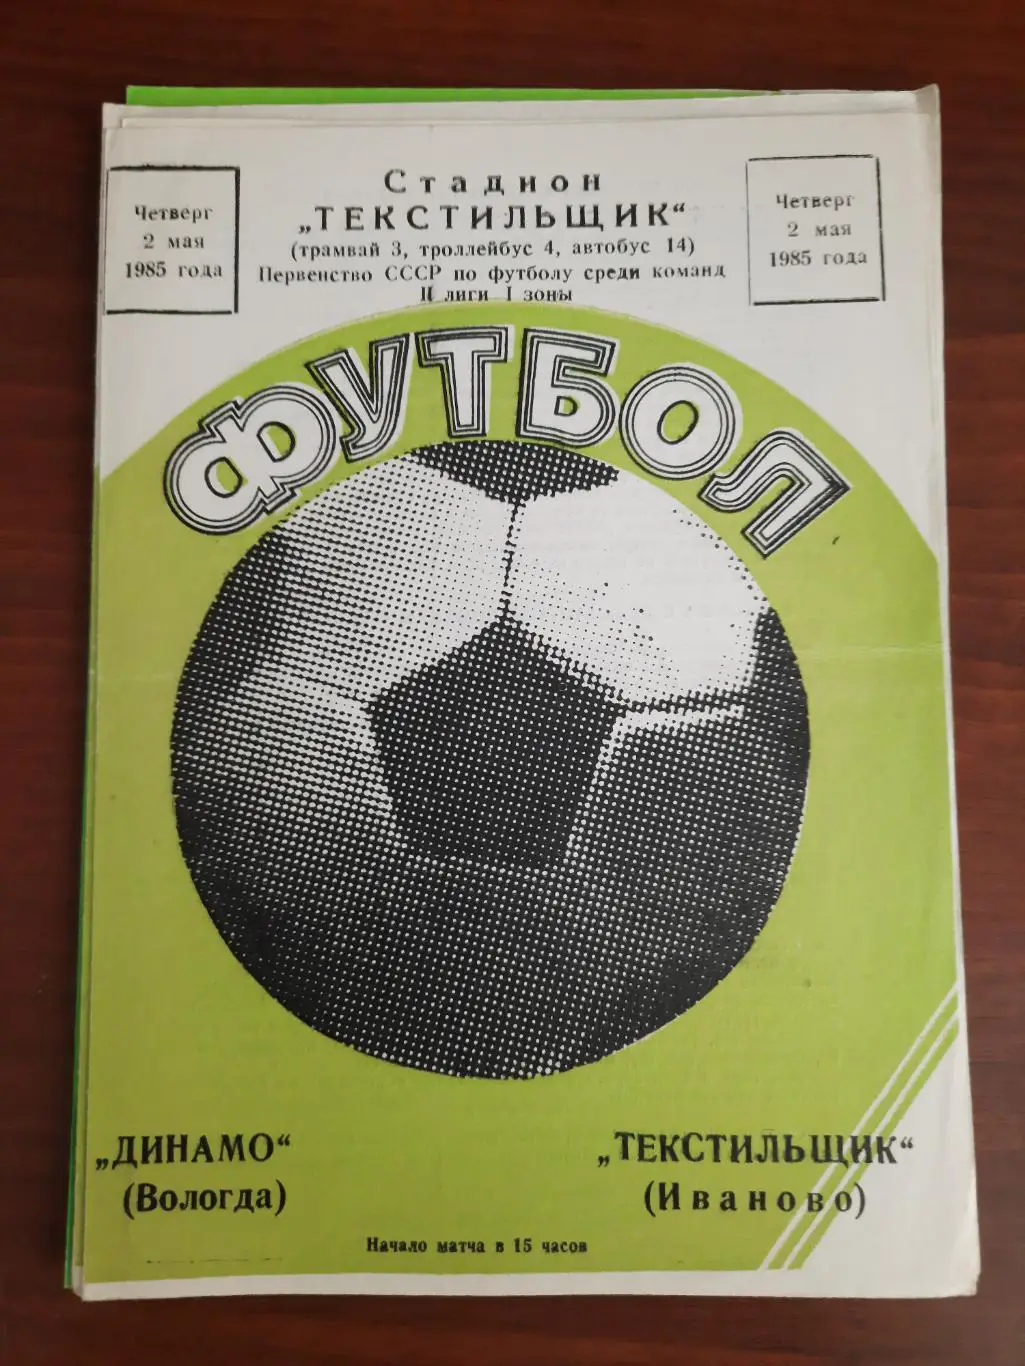 Четверг
2 мая
1985 года
Стадион
„ТЕКСТИЛЬЩИК“
(трамвай 3, троллейбус 4, автобус 14)
Первенство СССР по футболу среди команд
II лиги I зоны
Четверг
2 мая
1985 года
ФУТБОЛ
„ДИНАМО“
(Вологда)
„ТЕКСТИЛЬЩИК“
(Иваново)
Начало матча в 15 часов